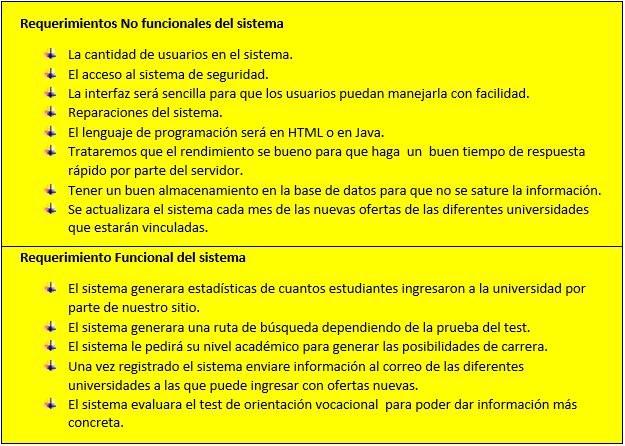 Requerimientos No funcionales del sistema
La cantidad de usuarios en el sistema.
El acceso al sistema de seguridad.
La interfaz será sencilla para que los usuarios puedan manejarla con facilidad.
Reparaciones del sistema.
El lenguaje de programación será en HTML o en Java.
Trataremos que el rendimiento se bueno para que haga un buen tiempo de respuesta
rápido por parte del servidor.
Tener un buen almacenamiento en la base de datos para que no se sature la información.
Se actualizara el sistema cada mes de las nuevas ofertas de las diferentes universidades
que estarán vinculadas.
Requerimiento Funcional del sistema
El sistema generara estadísticas de cuantos estudiantes ingresaron a la universidad por
parte de nuestro sitio.
El sistema generara una ruta de búsqueda dependiendo de la prueba del test.
El sistema le pedirá su nivel académico para generar las posibilidades de carrera.
Una vez registrado el sistema enviare información al correo de las diferentes
universidades a las que puede ingresar con ofertas nuevas.
El sistema evaluara el test de orientación vocacional para poder dar información más
concreta.